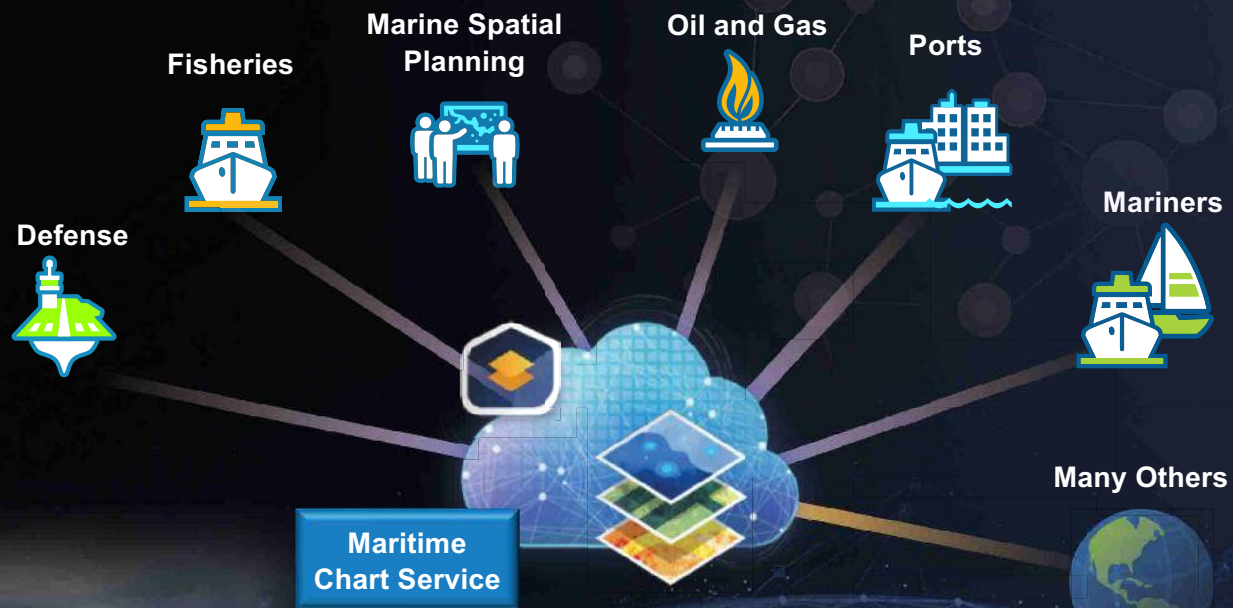 Marine Spatial
Planning
Oil and Gas
Ports
Fisheries
Mariners
Defense
Many Others
Maritime
Chart Service